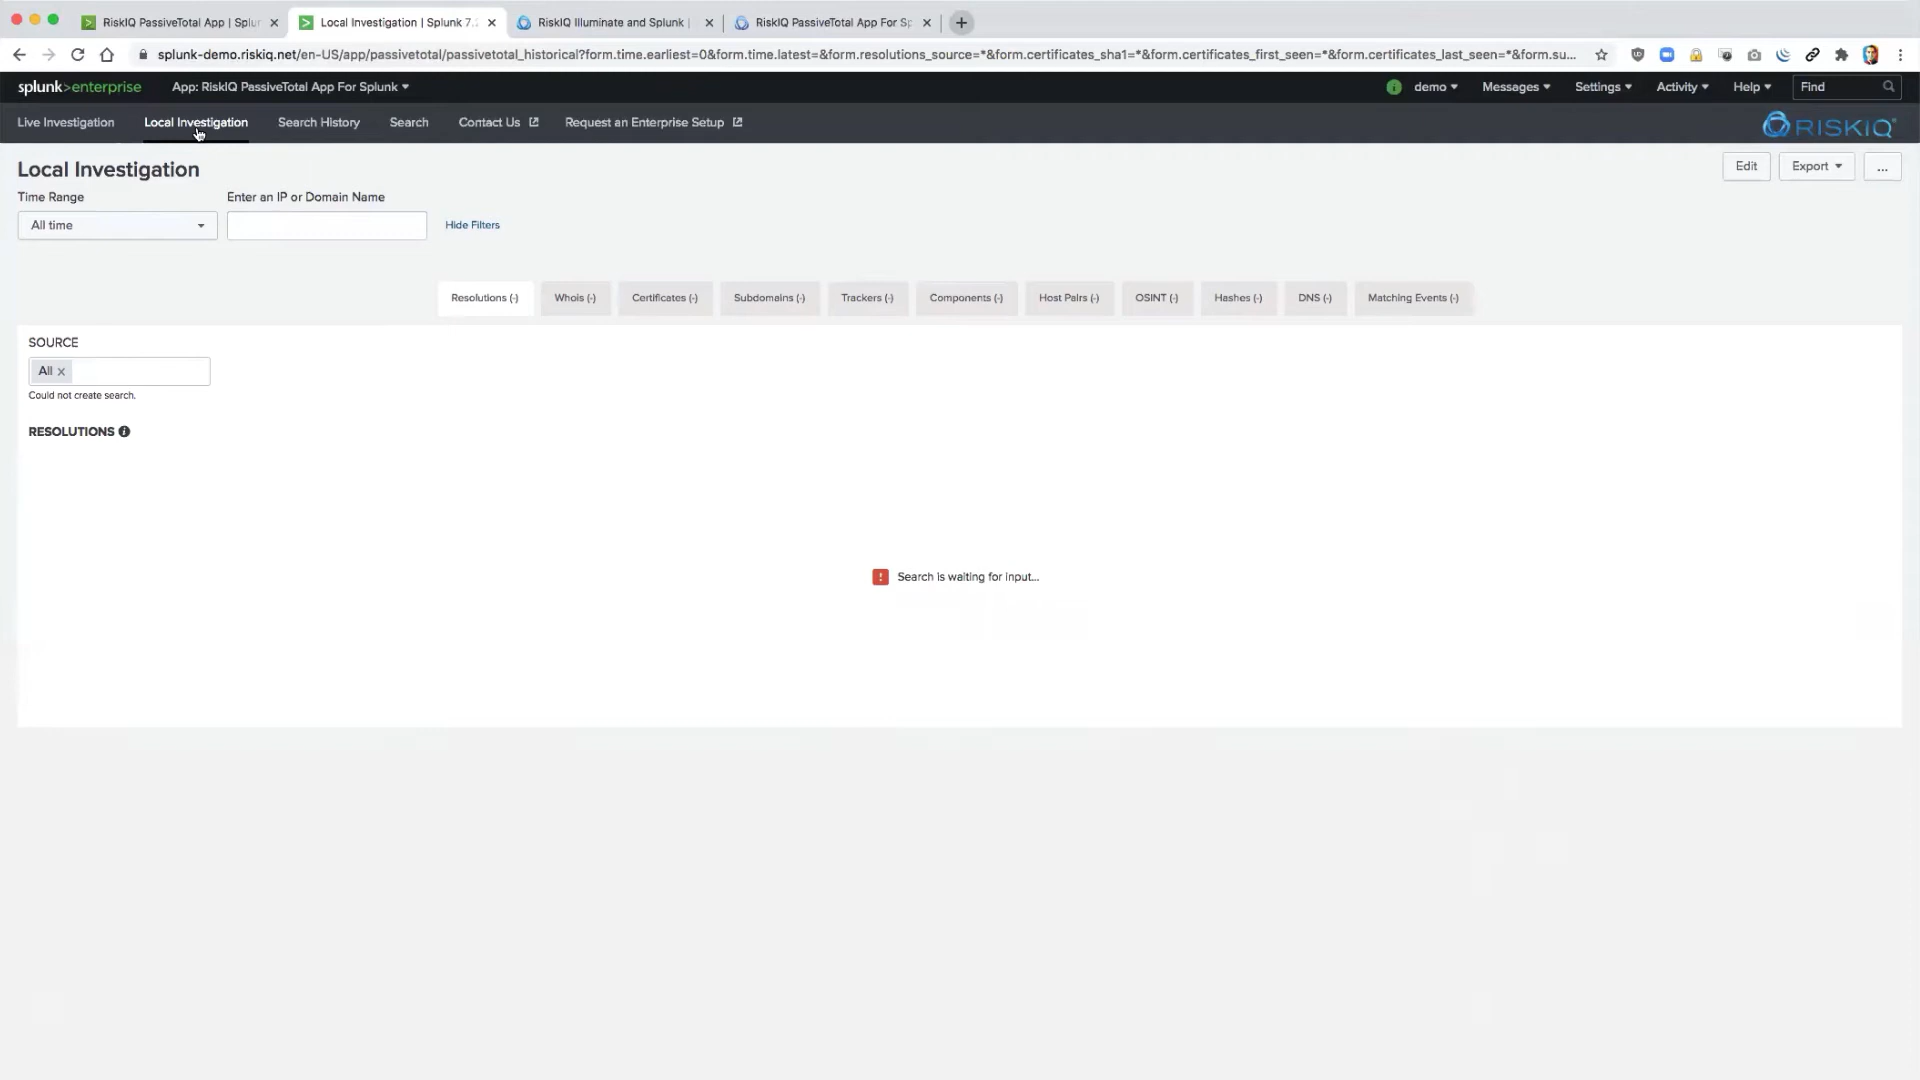 RiskIQ PassiveTotal App | Splun
Local Investigation | Splunk 7.
RiskIQ Illuminate and Splunk |
RiskIQ PassiveTotal App For Sp
splunk-demo.riskiq.net/en-US/app/passivetotal/passivetotal_historical?form.time.earliest=0&form.time.latest=&form.resolutions_source=*&form.certificates_sha1=*&form.certificates_first_seen=*&form.certificates_last_seen=*&form.su...
splunk>enterprise App: RiskIQ PassiveTotal App For Splunk
demo Messages Settings Activity Help Find
Live Investigation Local Investigation Search History Search Contact Us Request an Enterprise Setup
RISKIQ
Local Investigation
Edit Export ...
Time Range Enter an IP or Domain Name
All time Hide Filters
Resolutions (-) Whois (-) Certificates (-) Subdomains (-) Trackers (-) Components (-) Host Pairs (-) OSINT (-) Hashes (-) DNS (-) Matching Events (-)
SOURCE
All
Could not create search.
RESOLUTIONS
Search is waiting for input...